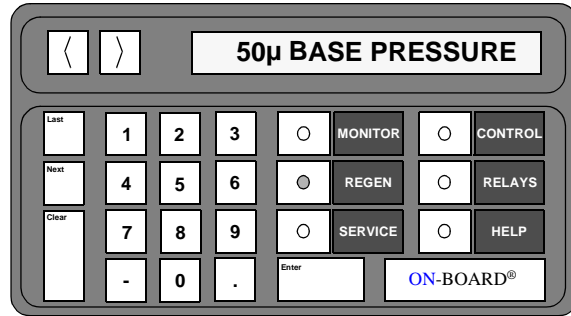 〈 〉 50µ BASE PRESSURE
Last 1 2 3 MONITOR CONTROL
Next 4 5 6 REGEN RELAYS
Clear 7 8 9 SERVICE HELP
- 0 . Enter ON-BOARD®